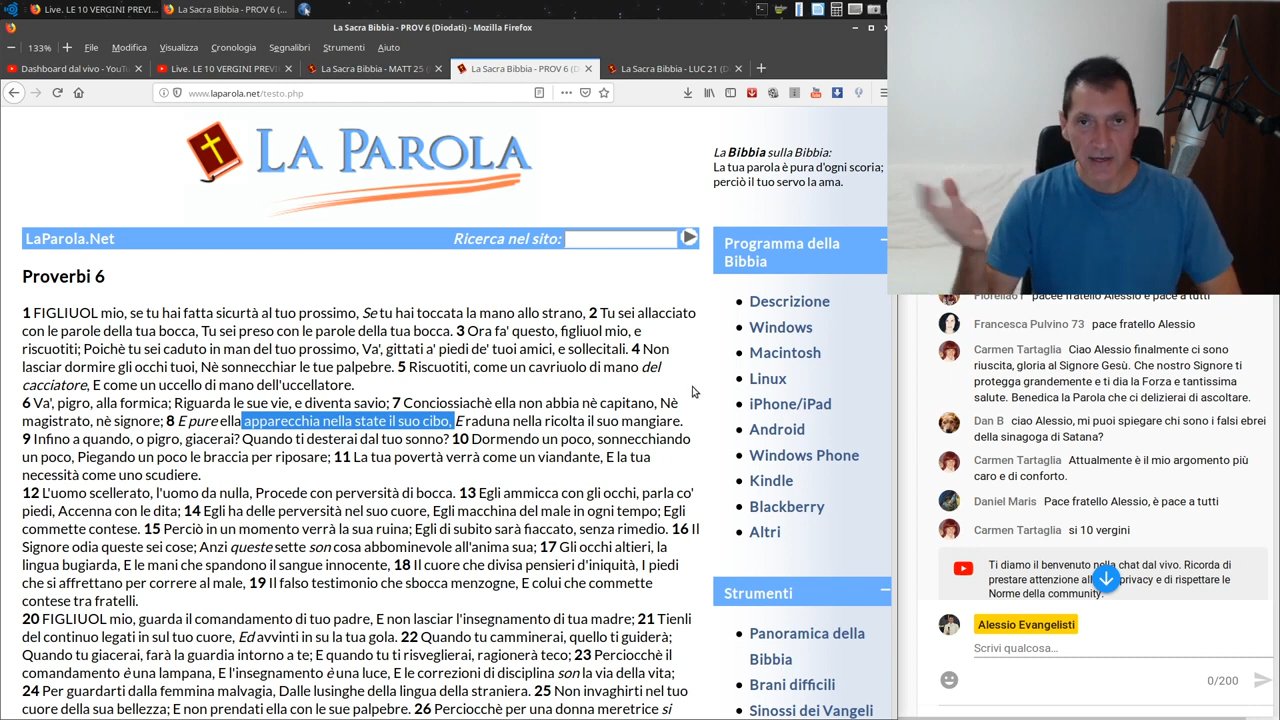 Live. LE 10 VERGINI PREVI...
La Sacra Bibbia - PROV 6 (...
La Sacra Bibbia - PROV 6 (Diodati) - Mozilla Firefox
133%
File
Modifica
Visualizza
Cronologia
Segnalibri
Strumenti
Aiuto
Dashboard dal vivo - YouTu
Live. LE 10 VERGINI PREVI
La Sacra Bibbia - MATT 25 (
La Sacra Bibbia - PROV 6 (D
La Sacra Bibbia - LUC 21 (D
www.laparola.net/testo.php
LA PAROLA
La Bibbia sulla Bibbia:
La tua parola è pura d'ogni scoria;
perciò il tuo servo la ama.
LaParola.Net
Ricerca nel sito:
Proverbi 6
1 FIGLIUOL mio, se tu hai fatta sicurtà al tuo prossimo, Se tu hai toccata la mano allo strano, 2 Tu sei allacciato
con le parole della tua bocca, Tu sei preso con le parole della tua bocca. 3 Ora fa' questo, figliuol mio, e
riscuotiti; Poichè tu sei caduto in man del tuo prossimo, Va', gittati a' piedi de' tuoi amici, e sollecitali. 4 Non
lasciar dormire gli occhi tuoi, Nè sonnecchiar le tue palpebre. 5 Riscuotiti, come un cavriuolo di mano del
cacciatore, E come un uccello di mano dell'uccellatore.
6 Va', pigro, alla formica; Riguarda le sue vie, e diventa savio; 7 Conciossiachè ella non abbia nè capitano, Nè
magistrato, nè signore; 8 E pure ella apparecchia nella state il suo cibo, E raduna nella ricolta il suo mangiare.
9 Infino a quando, o pigro, giacerai? Quando ti desterai dal tuo sonno? 10 Dormendo un poco, sonnecchiando
un poco, Piegando un poco le braccia per riposare; 11 La tua povertà verrà come un viandante, E la tua
necessità come uno scudiere.
12 L'uomo scellerato, l'uomo da nulla, Procede con perversità di bocca. 13 Egli ammicca con gli occhi, parla co'
piedi, Accenna con le dita; 14 Egli ha delle perversità nel suo cuore, Egli macchina del male in ogni tempo; Egli
commette contese. 15 Perciò in un momento verrà la sua ruina; Egli di subito sarà fiaccato, senza rimedio. 16 Il
Signore odia queste sei cose; Anzi queste sette son cosa abbominevole all'anima sua; 17 Gli occhi altieri, la
lingua bugiarda, E le mani che spandono il sangue innocente, 18 Il cuore che divisa pensieri d'iniquità, I piedi
che si affrettano per correre al male, 19 Il falso testimonio che sbocca menzogne, E colui che commette
contese tra fratelli.
20 FIGLIUOL mio, guarda il comandamento di tuo padre, E non lasciar l'insegnamento di tua madre; 21 Tienli
del continuo legati in sul tuo cuore, Ed avvinti in su la tua gola. 22 Quando tu camminerai, quello ti guiderà;
Quando tu giacerai, farà la guardia intorno a te; E quando tu ti risveglierai, ragionerà teco; 23 Perciocchè il
comandamento è una lampana, E l'insegnamento è una luce, E le correzioni di disciplina son la via della vita;
24 Per guardarti dalla femmina malvagia, Dalle lusinghe della lingua della straniera. 25 Non invaghirti nel tuo
cuore della sua bellezza; E non prendati ella con le sue palpebre. 26 Perciocchè per una donna meretrice si
Programma della
Bibbia
Descrizione
Windows
Macintosh
Linux
iPhone/iPad
Android
Windows Phone
Kindle
Blackberry
Altri
Strumenti
Panoramica della
Bibbia
Brani difficili
Sinossi dei Vangeli
Fiorella61 pacee fratello Alessio e pace a tutti
Francesca Pulvino 73 pace fratello Alessio
Carmen Tartaglia Ciao Alessio finalmente ci sono
riuscita, gloria al Signore Gesù. Che nostro Signore ti
protegga grandemente e ti dia la Forza e tantissima
salute. Benedica la Parola che ci delizierai di ascoltare.
Dan B ciao Alessio, mi puoi spiegare chi sono i falsi ebrei
della sinagoga di Satana?
Carmen Tartaglia Attualmente è il mio argomento più
caro e di conforto.
Daniel Maris Pace fratello Alessio, è pace a tutti
Carmen Tartaglia si 10 vergini
Ti diamo il benvenuto nella chat dal vivo. Ricorda di
prestare attenzione alla privacy e di rispettare le
Norme della community.
Alessio Evangelisti
Scrivi qualcosa...
0/200